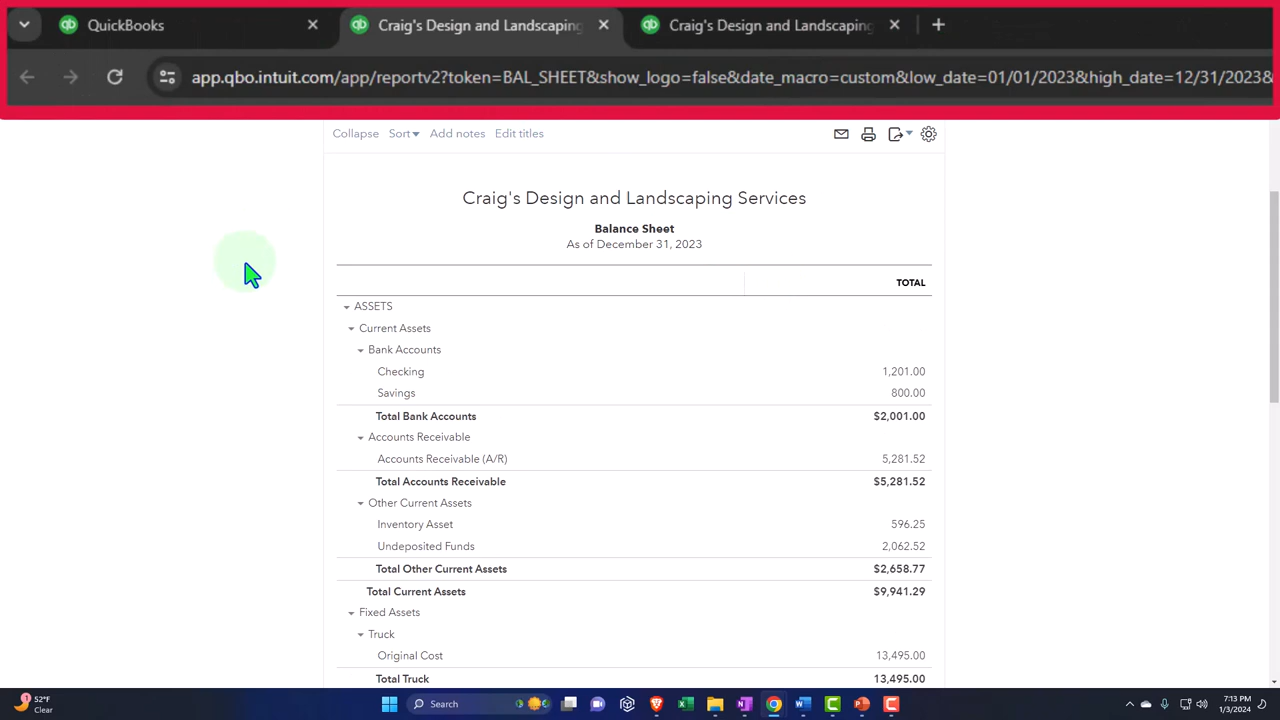 QuickBooks
Craig's Design and Landscaping
Craig's Design and Landscaping
app.qbo.intuit.com/app/reportv2?token=BAL_SHEET&show_logo=false&date_macro=custom&low_date=01/01/2023&high_date=12/31/2023&
Collapse Sort Add notes Edit titles
Craig's Design and Landscaping Services
Balance Sheet
As of December 31, 2023
TOTAL
ASSETS
Current Assets
Bank Accounts
Checking 1,201.00
Savings 800.00
Total Bank Accounts $2,001.00
Accounts Receivable
Accounts Receivable (A/R) 5,281.52
Total Accounts Receivable $5,281.52
Other Current Assets
Inventory Asset 596.25
Undeposited Funds 2,062.52
Total Other Current Assets $2,658.77
Total Current Assets $9,941.29
Fixed Assets
Truck
Original Cost 13,495.00
Total Truck 13,495.00
1
52°F
Clear
Search
7:13 PM
1/3/2024